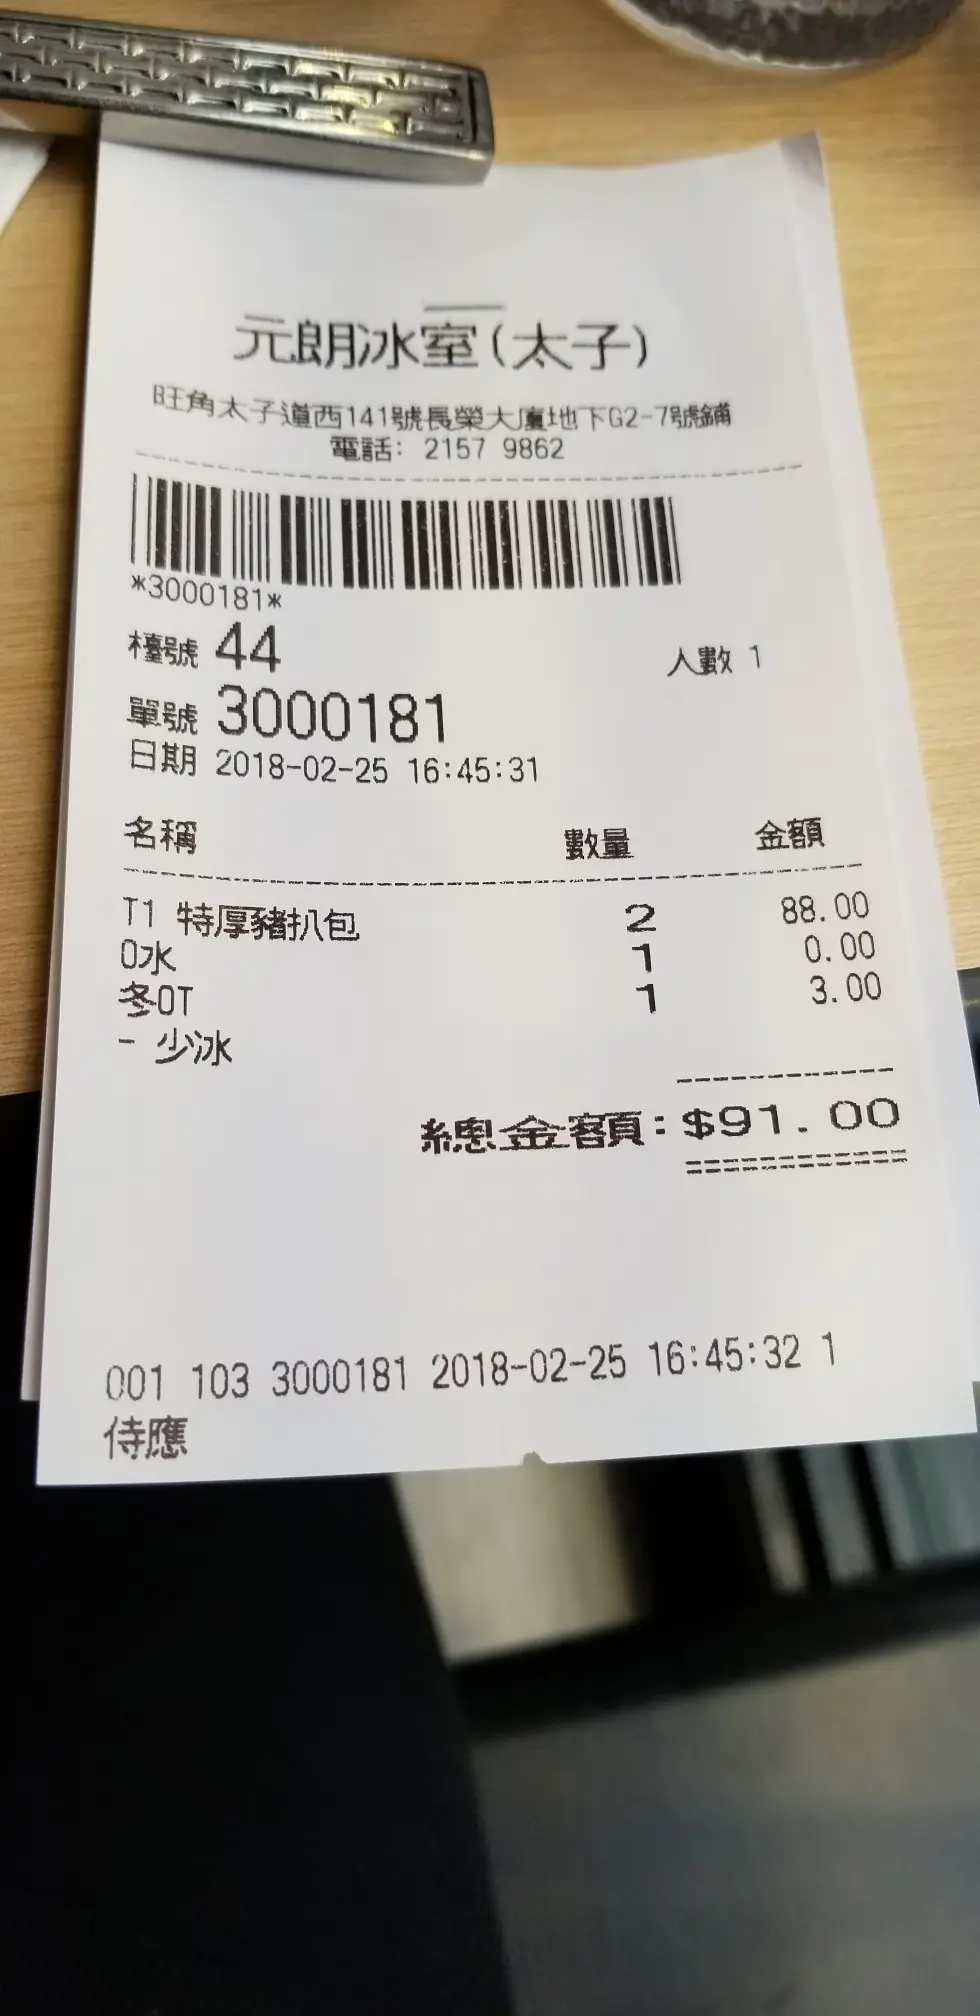 元朗冰室(太子)
旺角太子道西141號長榮大廈地下G2-7號鋪
電話: 2157 9862
*3000181*
檯號 44 人數 1
單號 3000181
日期 2018-02-25 16:45:31
名稱 數量 金額
T1 特厚豬扒包 2 88.00
0水 1 0.00
冬0T 1 3.00
- 少冰
總金額:$91.00
001 103 3000181 2018-02-25 16:45:32 1
侍應